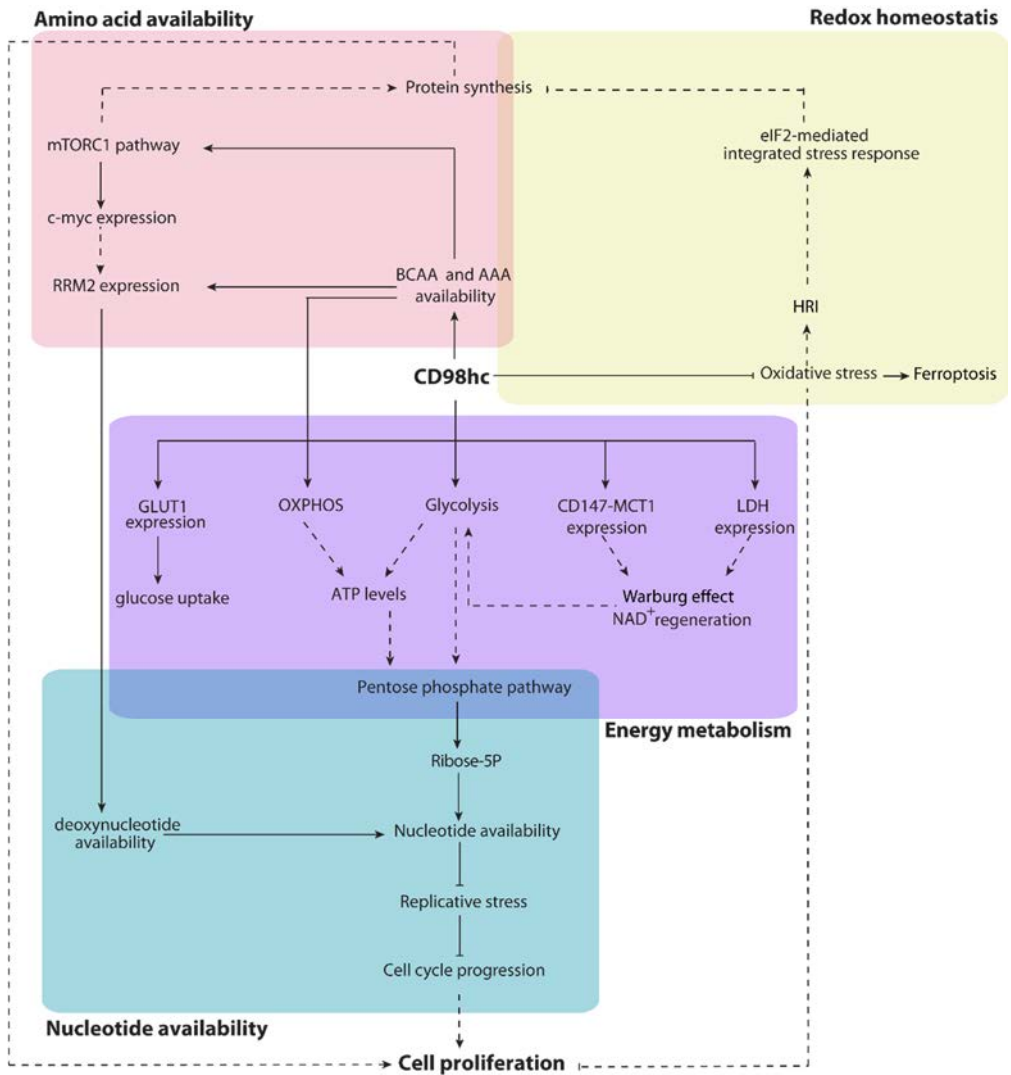 Amino acid availability
Redox homeostatis
Protein synthesis
eIF2-mediated
integrated stress response
mTORC1 pathway
c-myc expression
RRM2 expression
BCAA and AAA
availability
HRI
CD98hc
Oxidative stress
Ferroptosis
GLUT1
expression
OXPHOS
Glycolysis
CD147-MCT1
expression
LDH
expression
glucose uptake
ATP levels
Warburg effect
NAD+ regeneration
Pentose phosphate pathway
Energy metabolism
Ribose-5P
deoxynucleotide
availability
Nucleotide availability
Replicative stress
Cell cycle progression
Nucleotide availability
Cell proliferation